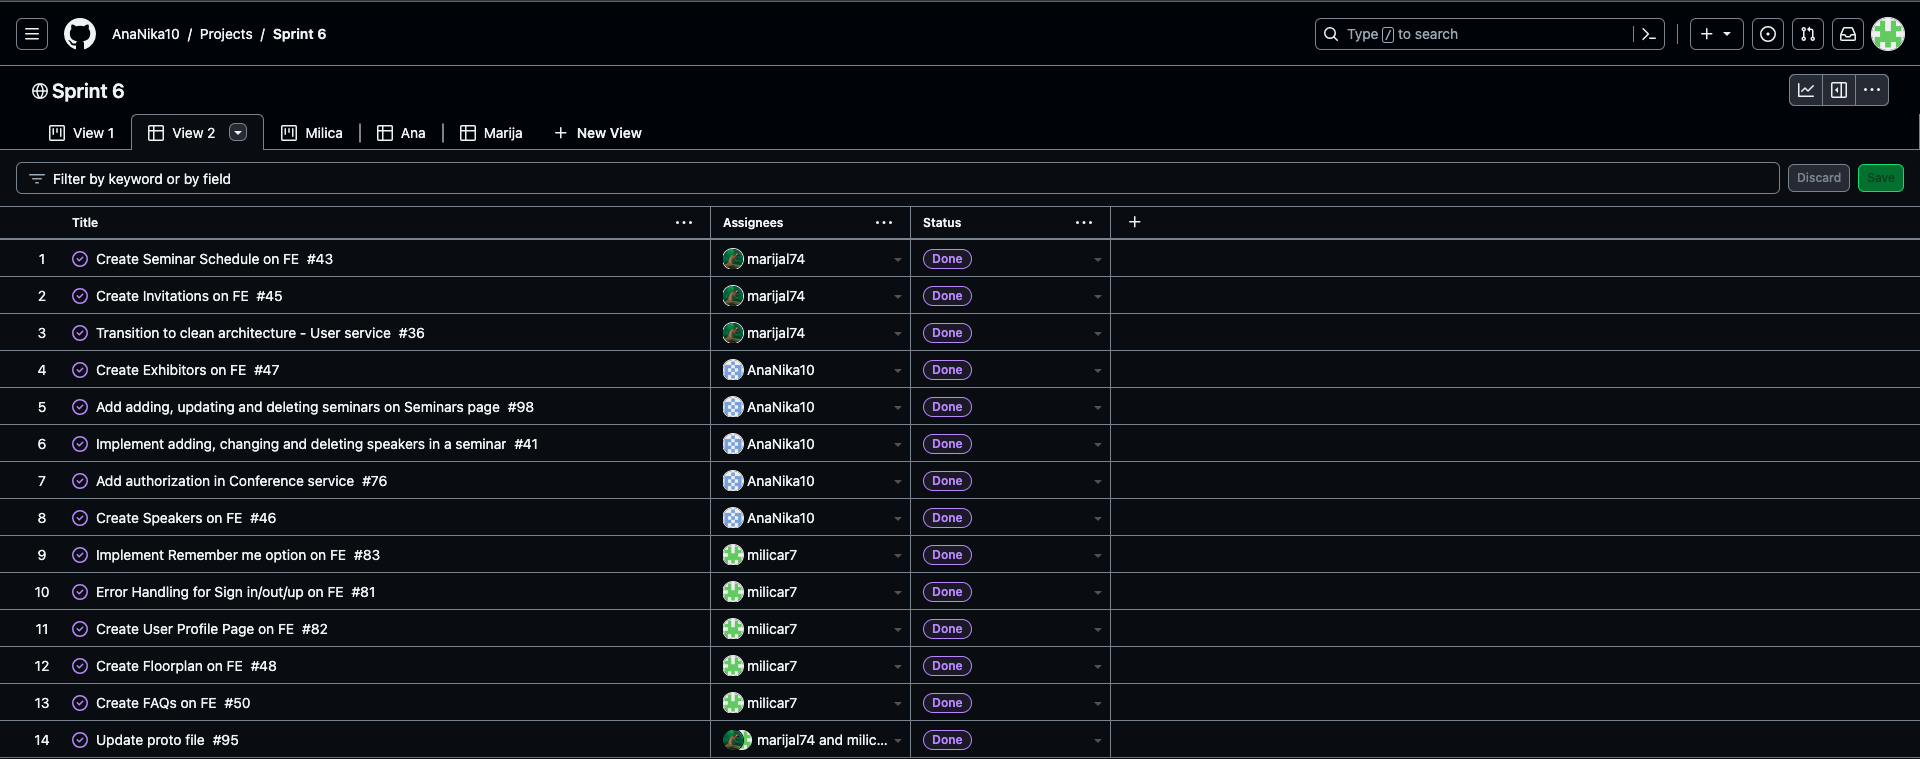 AnaNika10 / Projects / Sprint 6
Type / to search
Sprint 6
View 1 View 2 Milica Ana Marija New View
Filter by keyword or by field
Discard Save
Title Assignees Status
1 Create Seminar Schedule on FE #43 marijal74 Done
2 Create Invitations on FE #45 marijal74 Done
3 Transition to clean architecture - User service #36 marijal74 Done
4 Create Exhibitors on FE #47 AnaNika10 Done
5 Add adding, updating and deleting seminars on Seminars page #98 AnaNika10 Done
6 Implement adding, changing and deleting speakers in a seminar #41 AnaNika10 Done
7 Add authorization in Conference service #76 AnaNika10 Done
8 Create Speakers on FE #46 AnaNika10 Done
9 Implement Remember me option on FE #83 milicar7 Done
10 Error Handling for Sign in/out/up on FE #81 milicar7 Done
11 Create User Profile Page on FE #82 milicar7 Done
12 Create Floorplan on FE #48 milicar7 Done
13 Create FAQs on FE #50 milicar7 Done
14 Update proto file #95 marijal74 and milic... Done